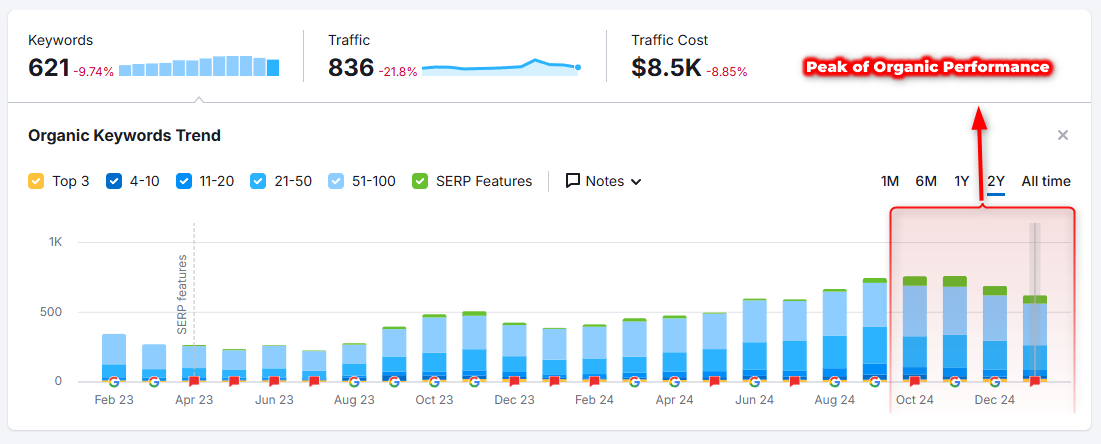 Keywords
621 -9.74%
Traffic
836 -21.8%
Traffic Cost
$8.5K -8.85%
Peak of Organic Performance
Organic Keywords Trend
Top 3 4-10 11-20 21-50 51-100 SERP Features Notes 1M 6M 1Y 2Y All time
1K
500
0
SERP features
Feb 23 Apr 23 Jun 23 Aug 23 Oct 23 Dec 23 Feb 24 Apr 24 Jun 24 Aug 24 Oct 24 Dec 24